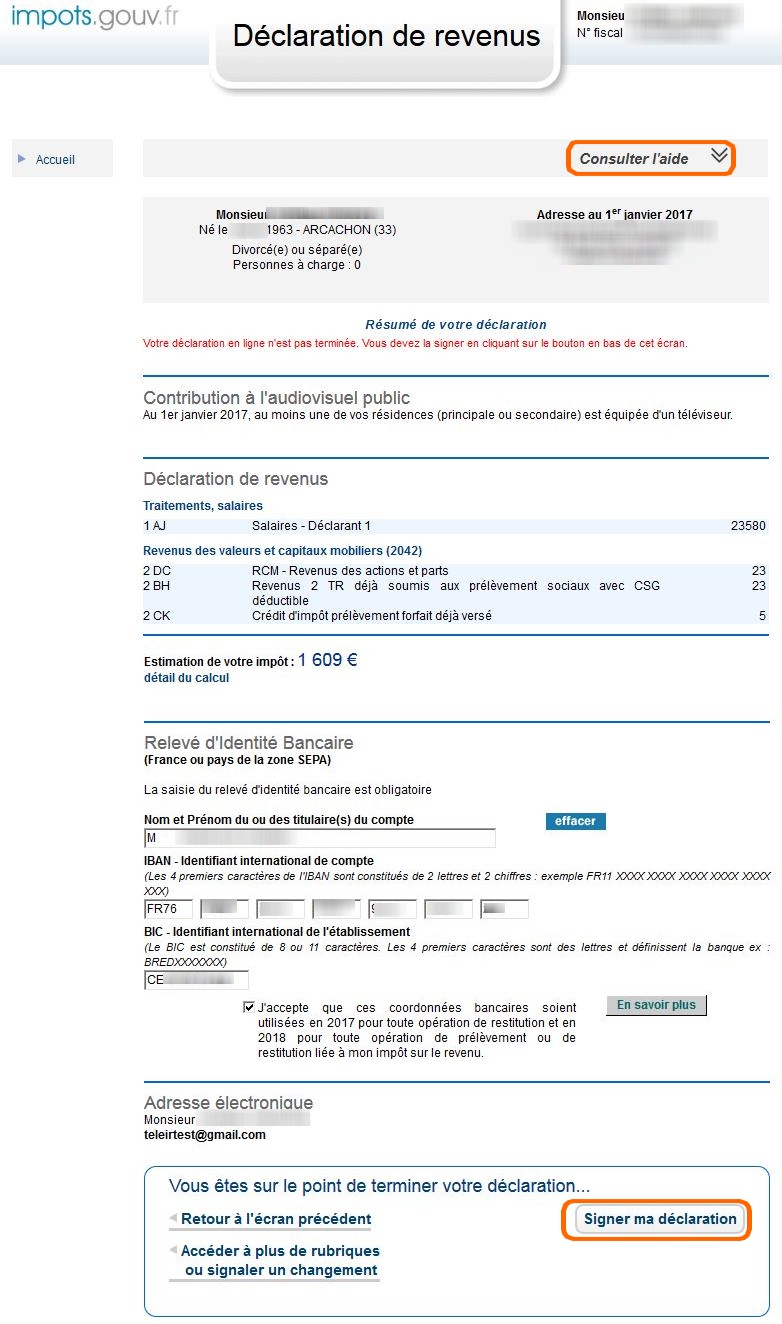 impots.gouv.fr
Déclaration de revenus
Monsieu
N° fiscal
Accueil
Consulter l'aide
Monsieur
Né le 1963 - ARCACHON (33)
Divorcé(e) ou séparé(e)
Personnes à charge : 0
Adresse au 1er janvier 2017
Résumé de votre déclaration
Votre déclaration en ligne n'est pas terminée. Vous devez la signer en cliquant sur le bouton en bas de cet écran.
Contribution à l'audiovisuel public
Au 1er janvier 2017, au moins une de vos résidences (principale ou secondaire) est équipée d'un téléviseur.
Déclaration de revenus
Traitements, salaires
1 AJ Salaires - Déclarant 1 23580
Revenus des valeurs et capitaux mobiliers (2042)
2 DC RCM - Revenus des actions et parts 23
2 BH Revenus 2 TR déjà soumis aux prélèvement sociaux avec CSG 23
déductible
2 CK Crédit d'impôt prélèvement forfait déjà versé 5
Estimation de votre impôt : 1 609 €
détail du calcul
Relevé d'Identité Bancaire
(France ou pays de la zone SEPA)
La saisie du relevé d'identité bancaire est obligatoire
Nom et Prénom du ou des titulaire(s) du compte
effacer
M
IBAN - Identifiant international de compte
(Les 4 premiers caractères de l'IBAN sont constitués de 2 lettres et 2 chiffres : exemple FR11 XXXX XXXX XXXX XXXX XXXX
XXX)
FR76
BIC - Identifiant international de l'établissement
(Le BIC est constitué de 8 ou 11 caractères. Les 4 premiers caractères sont des lettres et définissent la banque ex :
BREDXXXXXXX)
CE
J'accepte que ces coordonnées bancaires soient
utilisées en 2017 pour toute opération de restitution et en
2018 pour toute opération de prélèvement ou de
restitution liée à mon impôt sur le revenu.
En savoir plus
Adresse électronique
Monsieur
teleirtest@gmail.com
Vous êtes sur le point de terminer votre déclaration...
Retour à l'écran précédent
Signer ma déclaration
Accéder à plus de rubriques
ou signaler un changement